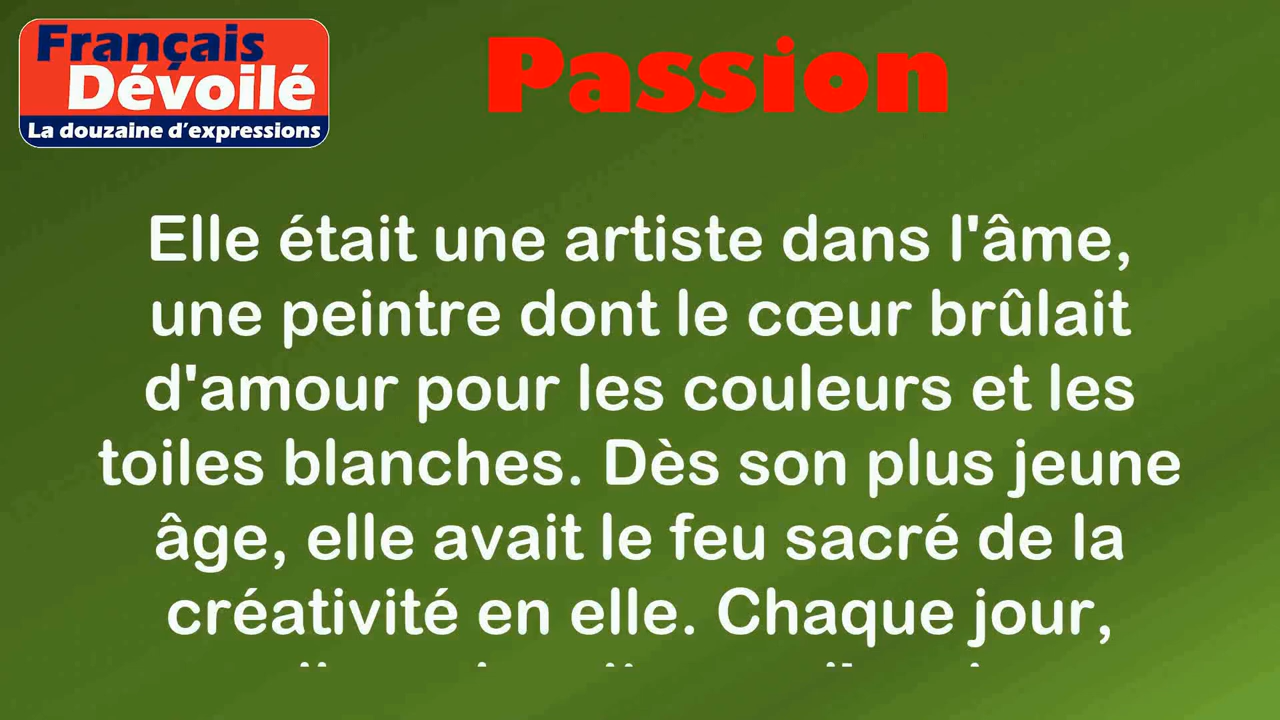 Français
Dévoilé
La douzaine d'expressions
Passion
Elle était une artiste dans l'âme,
une peintre dont le cœur brûlait
d'amour pour les couleurs et les
toiles blanches. Dès son plus jeune
âge, elle avait le feu sacré de la
créativité en elle. Chaque jour,